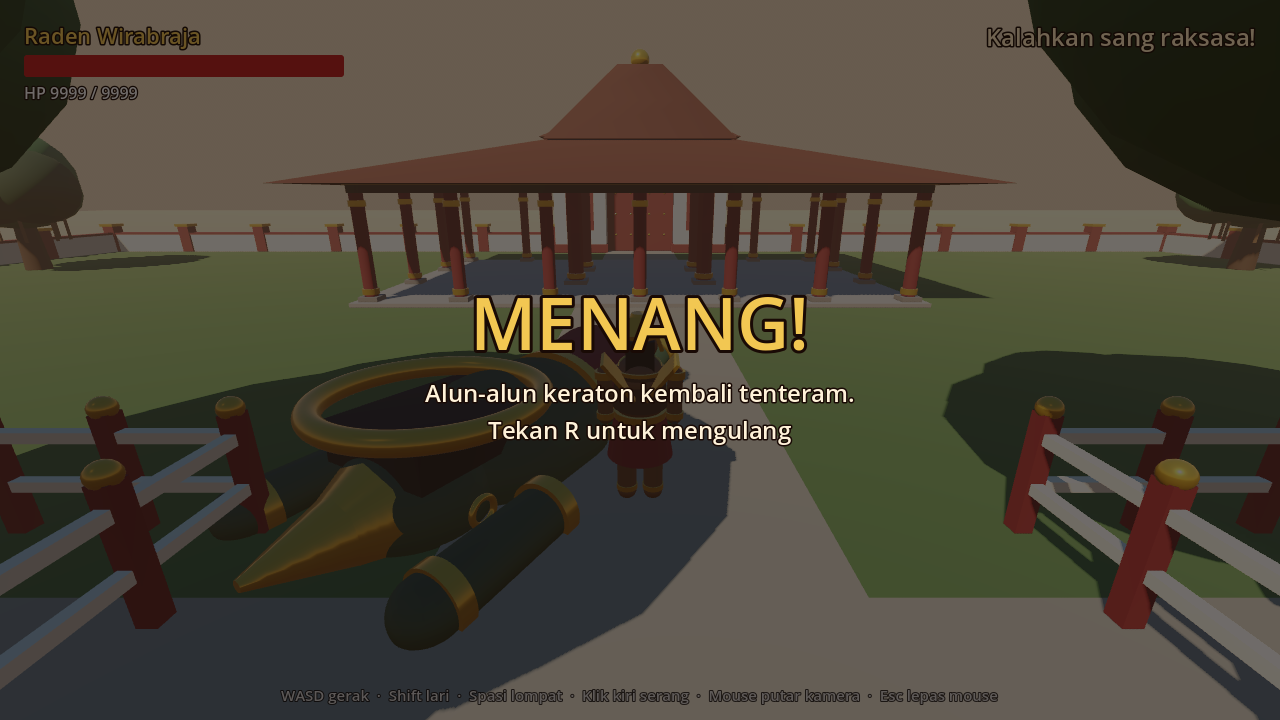 Raden Wirabraja
HP 9999 / 9999
Kalahkan sang raksasa!
MENANG!
Alun-alun keraton kembali tenteram.
Tekan R untuk mengulang
WASD gerak · Shift lari · Spasi lompat · Klik kiri serang · Mouse putar kamera · Esc lepas mouse